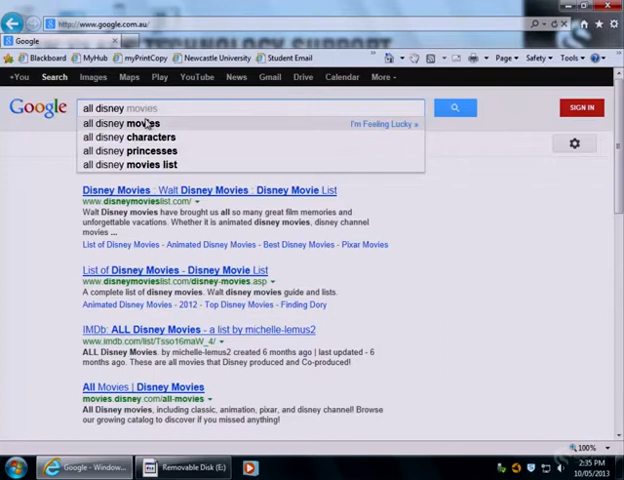 http://www.google.com.au/
Google
Blackboard MyHub myPrintCopy Newcastle University Student Email Page Safety Tools
+You Search Images Maps Play YouTube News Gmail Drive Calendar More
Google all disney movies SIGN IN
all disney movies I'm Feeling Lucky »
all disney characters
all disney princesses
all disney movies list
Disney Movies : Walt Disney Movies : Disney Movie List
www.disneymovieslist.com/
Walt Disney Movies have brought us all so many great film memories and
unforgettable vacations. Whether it is animated disney, disney channel
movies ...
List of Disney Movies - Animated Disney Movies - Best Disney Movies - Pixar Movies
List of Disney Movies - Disney Movie List
www.disneymovieslist.com/disney-movies.asp
A complete list of disney movies. Walt disney movies guide and lists.
Animated Disney Movies - 2012 - Top Disney Movies - Finding Dory
IMDb: ALL Disney Movies - a list by michelle-lemus2
www.imdb.com/list/Tsso16maW_4/
ALL Disney Movies. by michelle-lemus2 created 6 months ago | last updated - 6
months ago. These are all movies that Disney produced and Co-produced ...
All Movies | Disney Movies
movies.disney.com/all-movies
All Disney movies, including classic, animation, pixar, and disney channel! Browse
our growing catalog to discover if you missed anything!
100%
Google - Window... Removable Disk (E:) 2:35 PM
10/05/2013